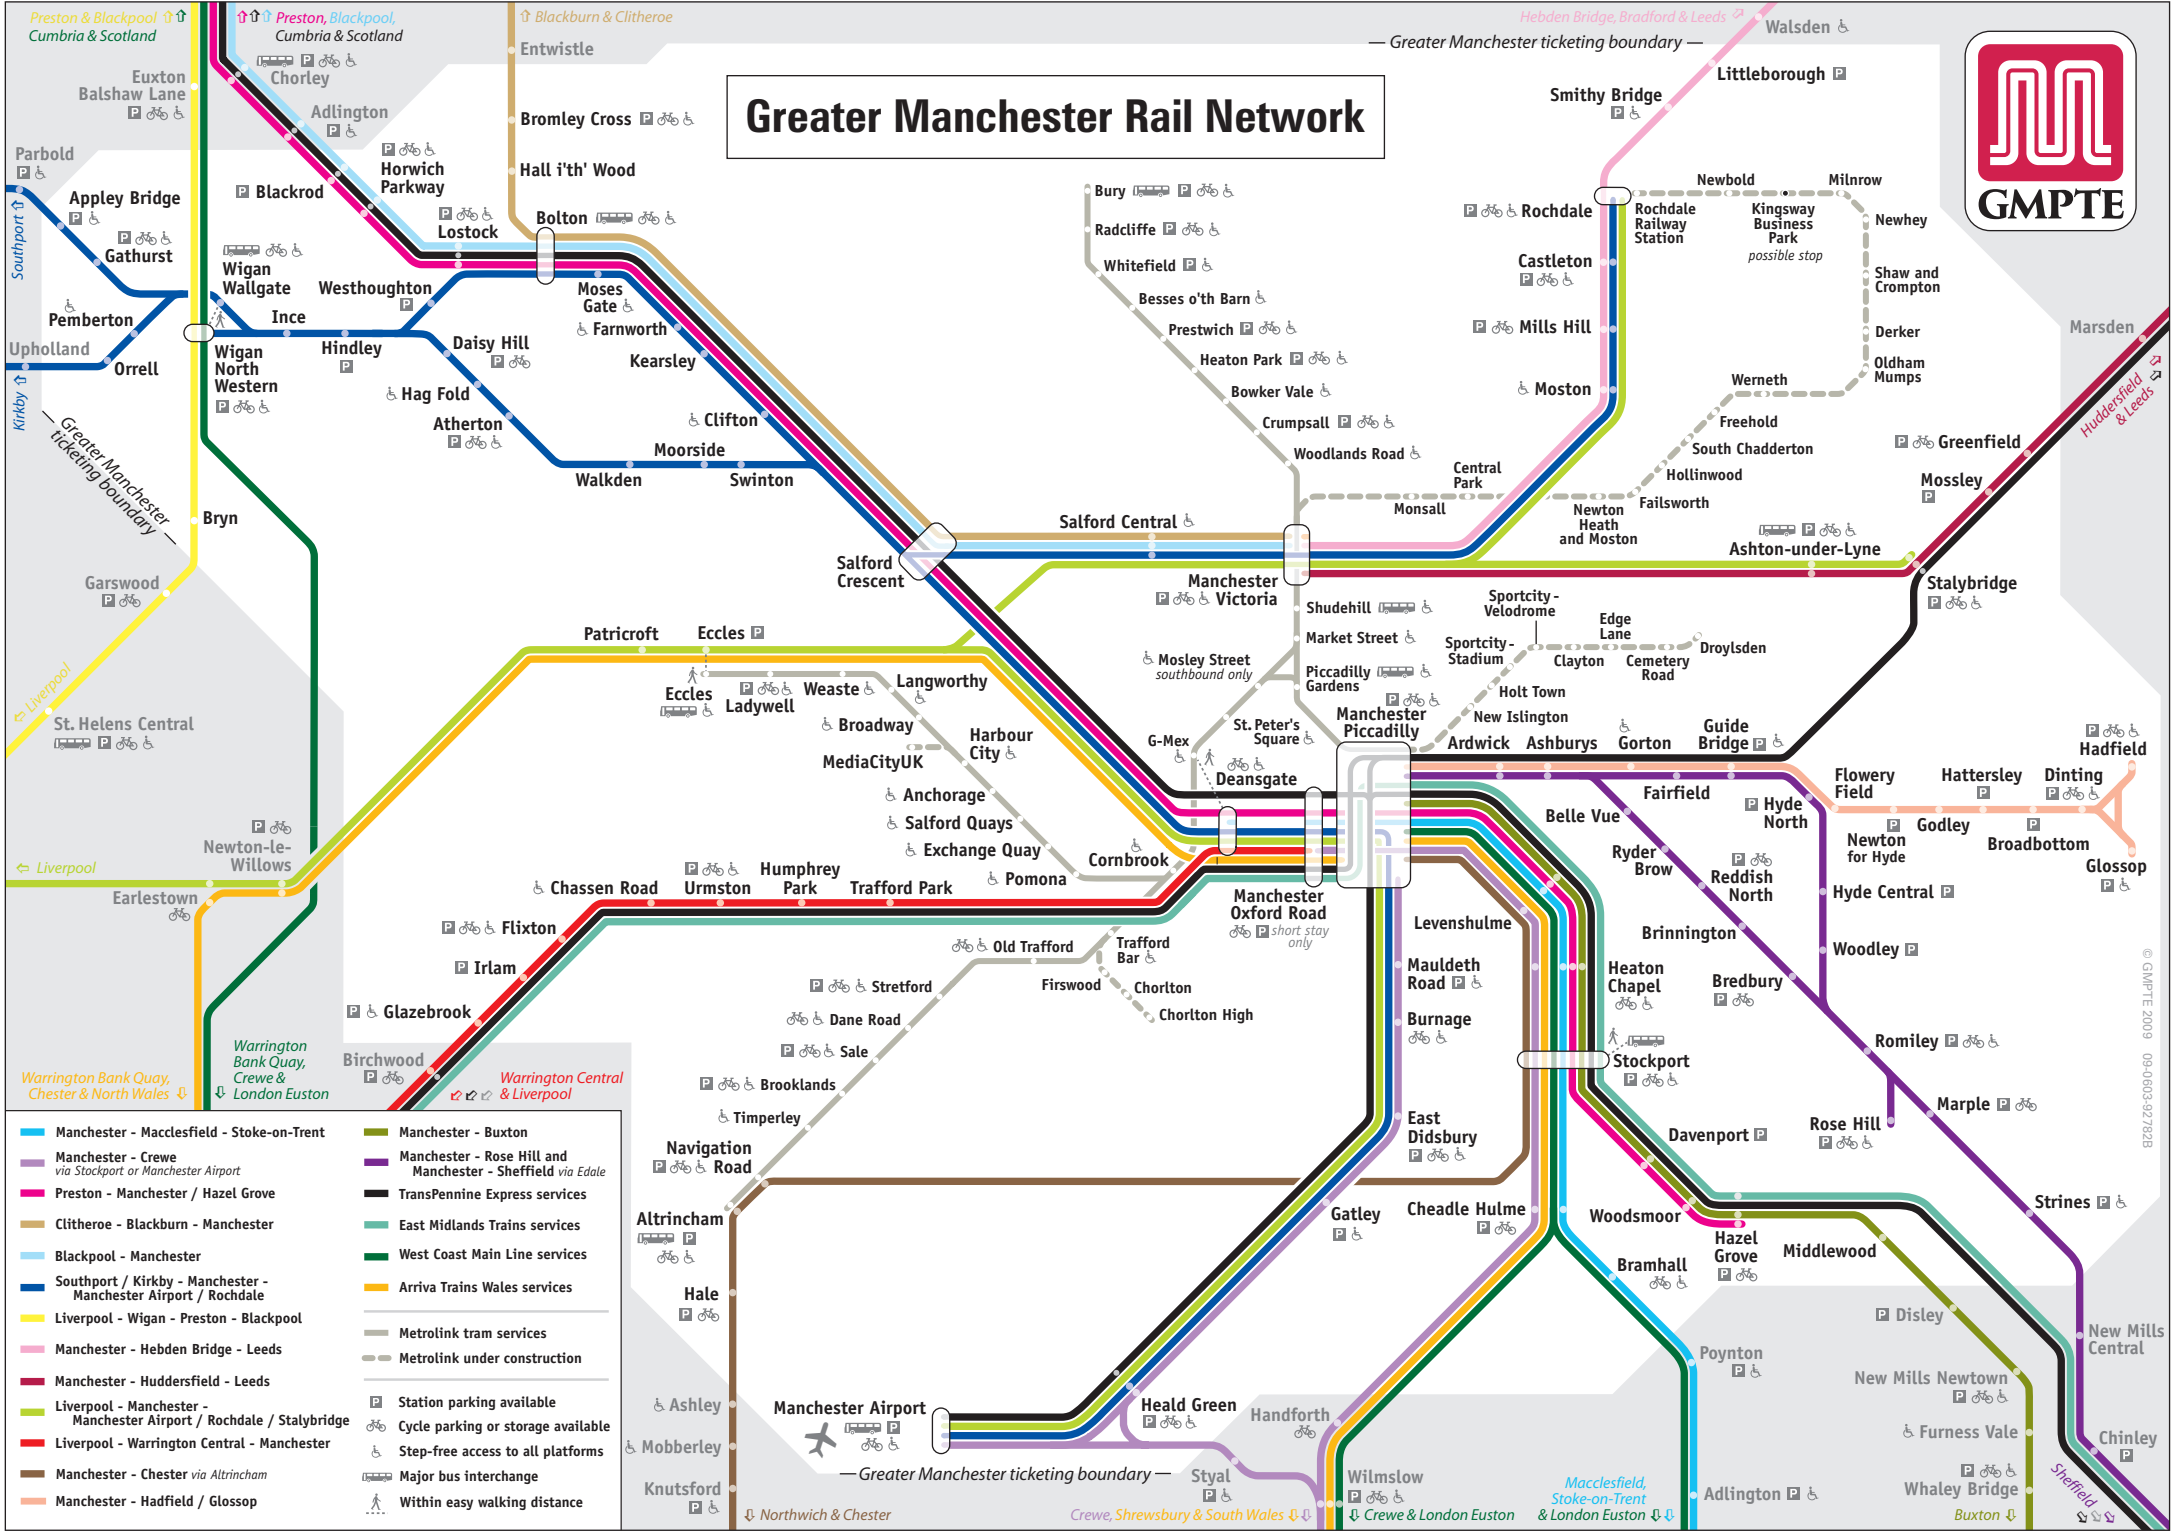 Greater Manchester Rail Network
GMPTE
Preston & Blackpool
Cumbria & Scotland
Preston, Blackpool,
Cumbria & Scotland
Blackburn & Clitheroe
Hebden Bridge, Bradford & Leeds
Greater Manchester ticketing boundary
Walsden
Littleborough
Smithy Bridge
Entwistle
Bromley Cross
Hall i'th' Wood
Bolton
Euxton
Balshaw Lane
Chorley
Adlington
Horwich
Parkway
Blackrod
Lostock
Parbold
Appley Bridge
Gathurst
Southport
Wigan
Wallgate
Westhoughton
Pemberton
Ince
Upholland
Orrell
Kirkby
Wigan
North
Western
Hindley
Daisy Hill
Hag Fold
Atherton
Moses
Gate
Farnworth
Kearsley
Clifton
Moorside
Walkden
Swinton
Greater Manchester
ticketing boundary
Bryn
Garswood
Liverpool
St. Helens Central
Salford
Crescent
Salford Central
Manchester
Victoria
Bury
Radcliffe
Whitefield
Besses o'th Barn
Prestwich
Heaton Park
Bowker Vale
Crumpsall
Woodlands Road
Rochdale
Castleton
Mills Hill
Moston
Rochdale
Railway
Station
Newbold
Kingsway
Business
Park
possible stop
Milnrow
Newhey
Shaw and
Crompton
Derker
Oldham
Mumps
Werneth
Freehold
South Chadderton
Hollinwood
Failsworth
Newton
Heath
and Moston
Central
Park
Monsall
Marsden
Huddersfield
& Leeds
Greenfield
Mossley
Ashton-under-Lyne
Stalybridge
Shudehill
Market Street
Mosley Street
southbound only
Piccadilly
Gardens
St. Peter's
Square
G-Mex
Deansgate
Manchester
Piccadilly
Sportcity -
Velodrome
Sportcity -
Stadium
Edge
Lane
Clayton
Cemetery
Road
Droylsden
Holt Town
New Islington
Patricroft
Eccles
Eccles
Ladywell
Weaste
Langworthy
Broadway
Harbour
City
MediaCityUK
Anchorage
Salford Quays
Exchange Quay
Pomona
Cornbrook
Newton-le-
Willows
Liverpool
Earlestown
Chassen Road
Urmston
Humphrey
Park
Trafford Park
Flixton
Irlam
Glazebrook
Birchwood
Manchester
Oxford Road
short stay
only
Trafford
Bar
Old Trafford
Firswood
Chorlton
Chorlton High
Stretford
Dane Road
Sale
Brooklands
Timperley
Navigation
Road
Altrincham
Hale
Ashley
Mobberley
Knutsford
Northwich & Chester
Ardwick
Ashburys
Gorton
Guide
Bridge
Fairfield
Belle Vue
Ryder
Brow
Reddish
North
Brinnington
Bredbury
Hyde
North
Hyde Central
Woodley
Flowery
Field
Newton
for Hyde
Godley
Hattersley
Broadbottom
Dinting
Hadfield
Glossop
Romiley
Rose Hill
Marple
Strines
New Mills
Central
Chinley
Sheffield
Levenshulme
Heaton
Chapel
Stockport
Mauldeth
Road
Burnage
East
Didsbury
Gatley
Cheadle Hulme
Davenport
Woodsmoor
Hazel
Grove
Middlewood
Bramhall
Disley
Poynton
New Mills Newtown
Furness Vale
Whaley Bridge
Buxton
Adlington
Macclesfield,
Stoke-on-Trent
& London Euston
Manchester Airport
Heald Green
Handforth
Styal
Wilmslow
Greater Manchester ticketing boundary
Crewe, Shrewsbury & South Wales
Crewe & London Euston
Warrington Bank Quay,
Chester & North Wales
Warrington
Bank Quay,
Crewe &
London Euston
Warrington Central
& Liverpool
© GMPTE 2009 09-0603-92782B
Manchester - Macclesfield - Stoke-on-Trent
Manchester - Crewe
via Stockport or Manchester Airport
Preston - Manchester / Hazel Grove
Clitheroe - Blackburn - Manchester
Blackpool - Manchester
Southport / Kirkby - Manchester -
Manchester Airport / Rochdale
Liverpool - Wigan - Preston - Blackpool
Manchester - Hebden Bridge - Leeds
Manchester - Huddersfield - Leeds
Liverpool - Manchester -
Manchester Airport / Rochdale / Stalybridge
Liverpool - Warrington Central - Manchester
Manchester - Chester via Altrincham
Manchester - Hadfield / Glossop
Manchester - Buxton
Manchester - Rose Hill and
Manchester - Sheffield via Edale
TransPennine Express services
East Midlands Trains services
West Coast Main Line services
Arriva Trains Wales services
Metrolink tram services
Metrolink under construction
P Station parking available
Cycle parking or storage available
Step-free access to all platforms
Major bus interchange
Within easy walking distance